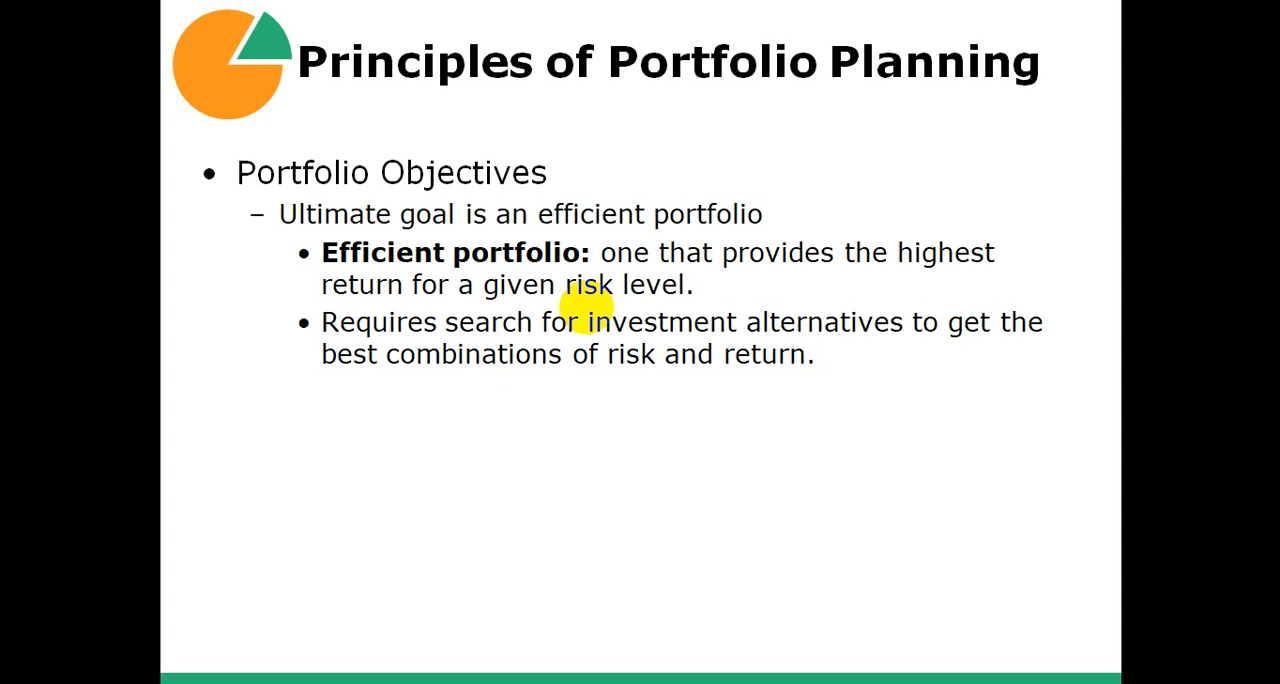 Principles of Portfolio Planning
• Portfolio Objectives
– Ultimate goal is an efficient portfolio
• Efficient portfolio: one that provides the highest
return for a given risk level.
• Requires search for investment alternatives to get the
best combinations of risk and return.